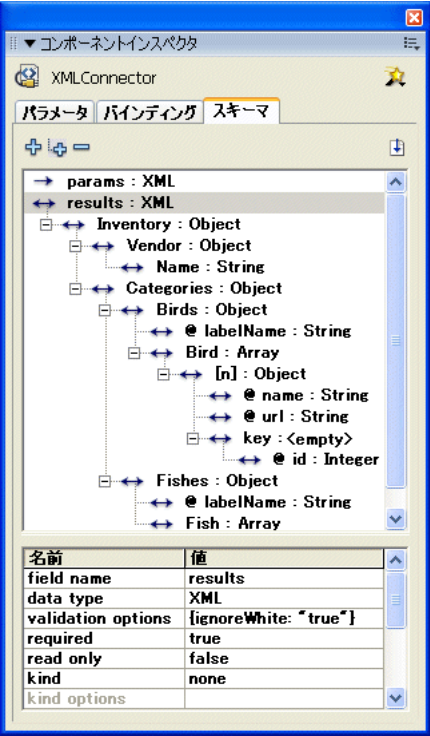 ▼ コンポーネントインスペクタ
XMLConnector
パラメータ バインディング スキーマ
params : XML
results : XML
Inventory : Object
Vendor : Object
Name : String
Categories : Object
Birds : Object
@ labelName : String
Bird : Array
[n] : Object
@ name : String
@ url : String
key : <empty>
@ id : Integer
Fishes : Object
@ labelName : String
Fish : Array
名前 値
field name results
data type XML
validation options {ignoreWhite: "true"}
required true
read only false
kind none
kind options